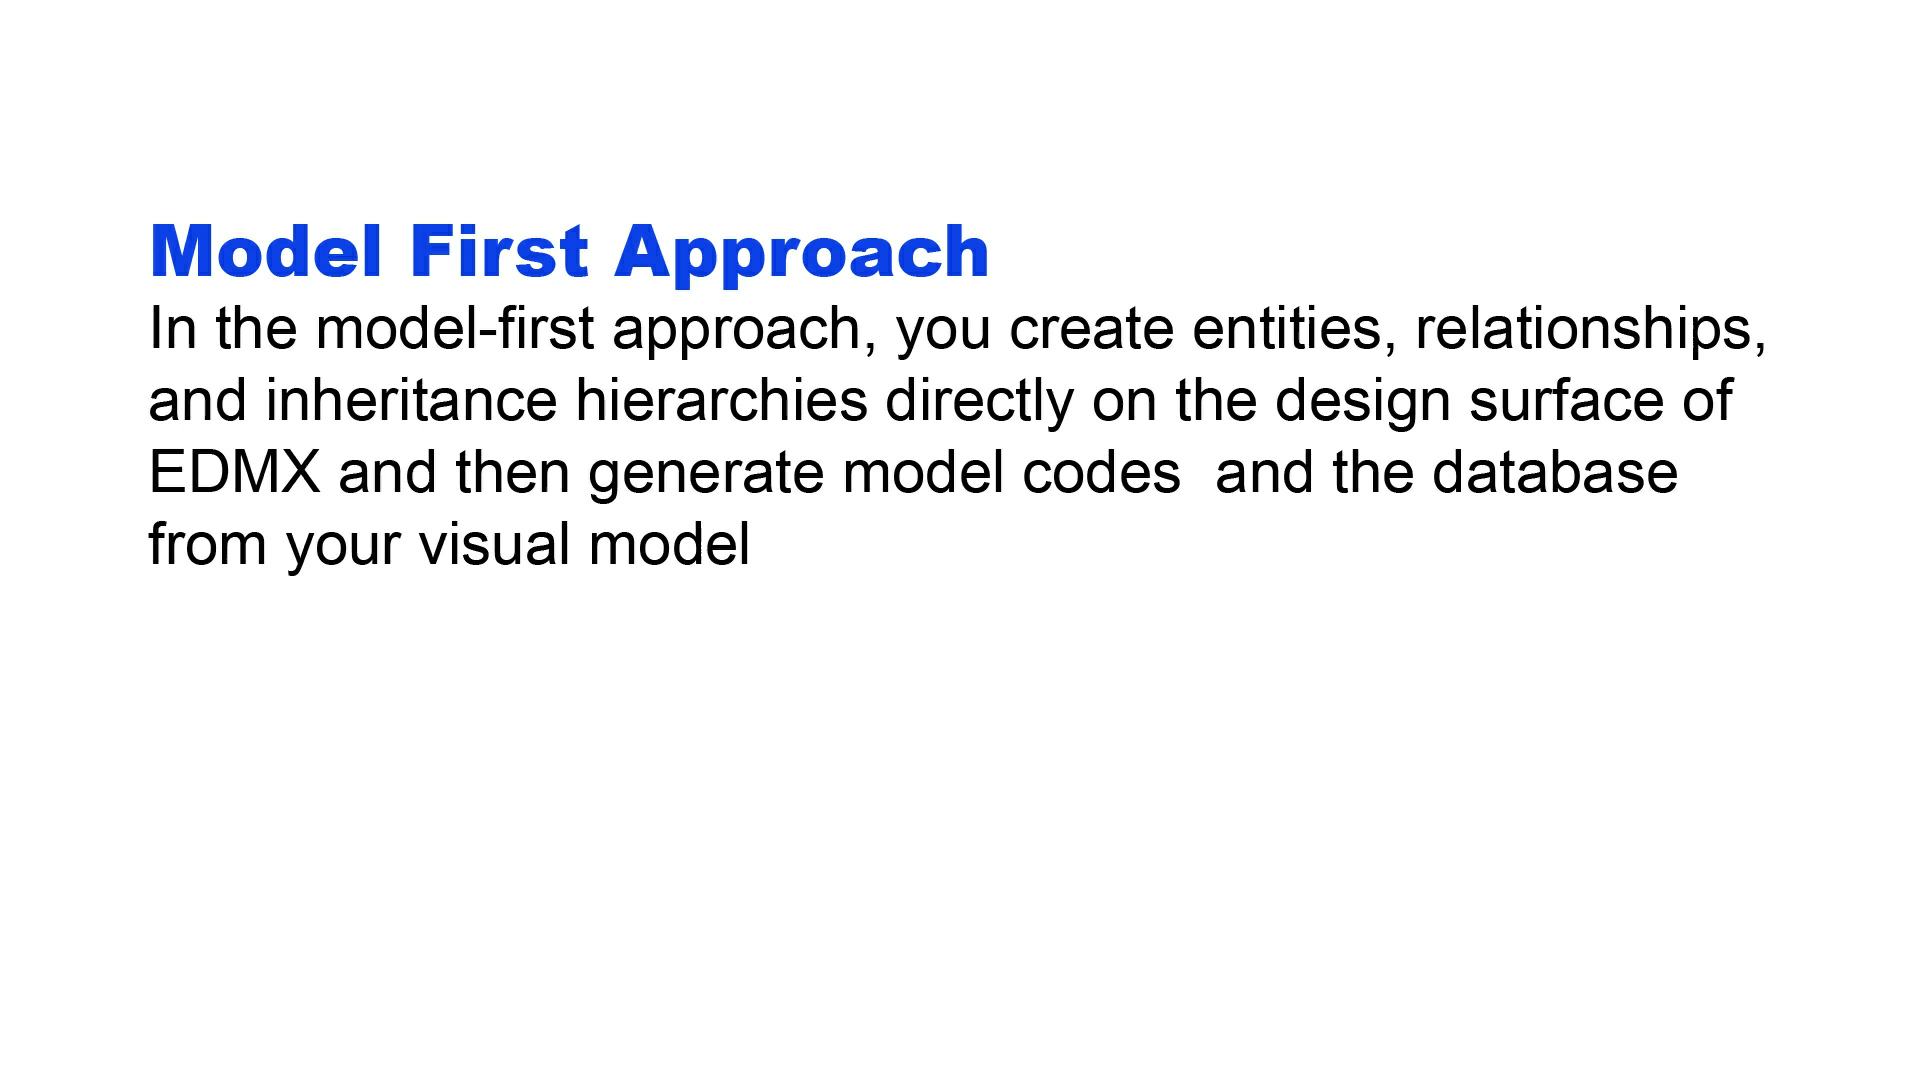 Model First Approach
In the model-first approach, you create entities, relationships,
and inheritance hierarchies directly on the design surface of
EDMX and then generate model codes  and the database
from your visual model